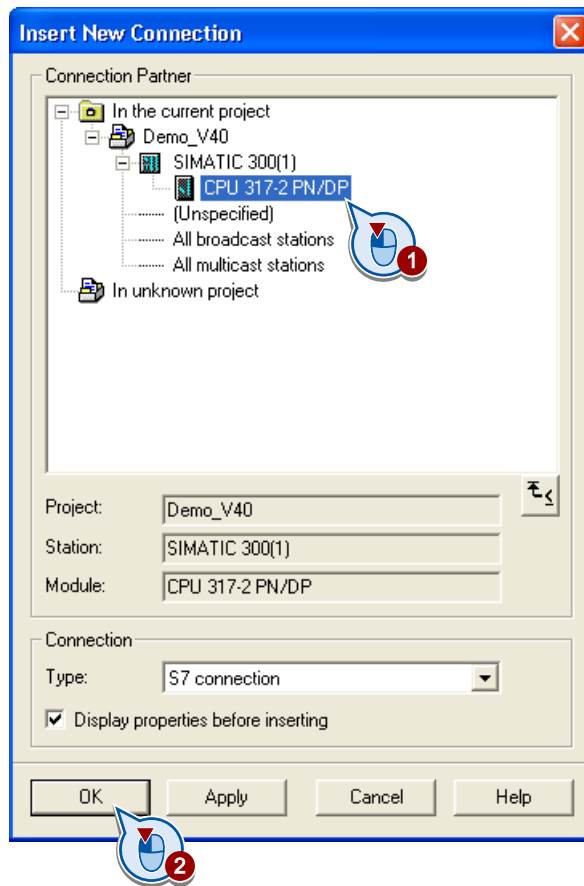 Insert New Connection
Connection Partner
In the current project
Demo_V40
SIMATIC 300(1)
CPU 317-2 PN/DP
(Unspecified)
All broadcast stations
All multicast stations
In unknown project
1
Project: Demo_V40
Station: SIMATIC 300(1)
Module: CPU 317-2 PN/DP
Connection
Type: S7 connection
Display properties before inserting
OK Apply Cancel Help
2